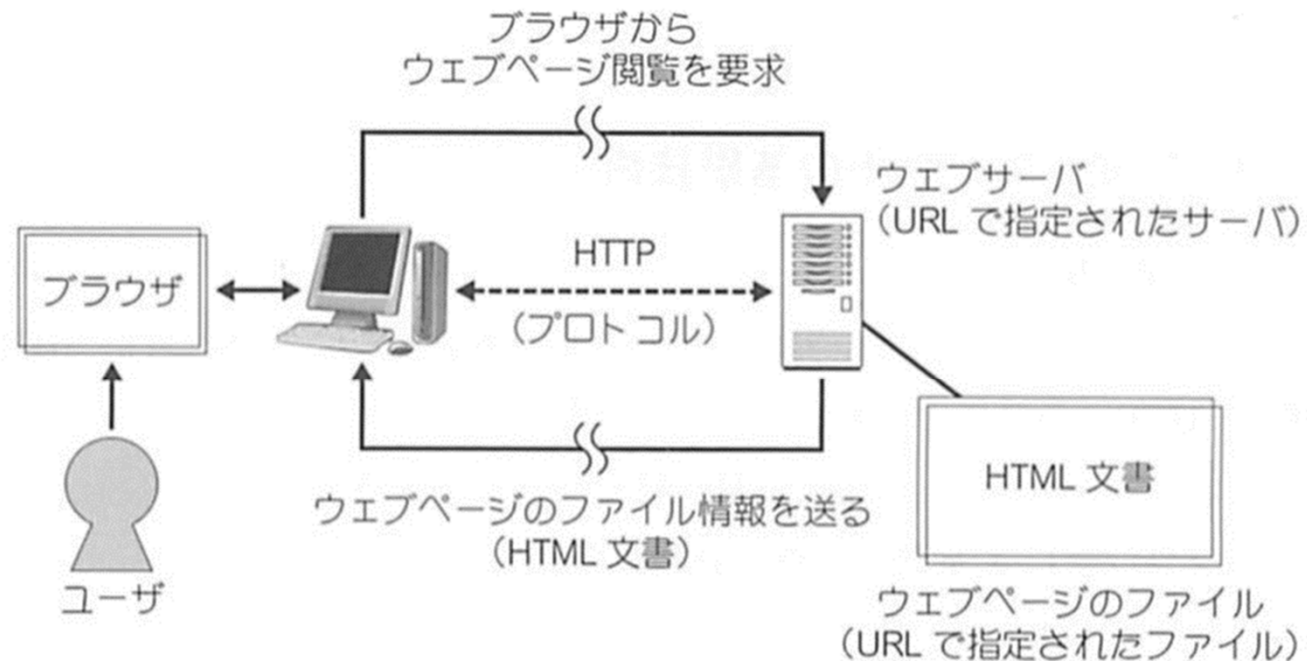 ブラウザから
ウェブページ閲覧を要求
ウェブサーバ
(URL で指定されたサーバ)
ブラウザ
HTTP
(プロトコル)
HTML 文書
ウェブページのファイル情報を送る
(HTML 文書)
ユーザ
ウェブページのファイル
(URL で指定されたファイル)